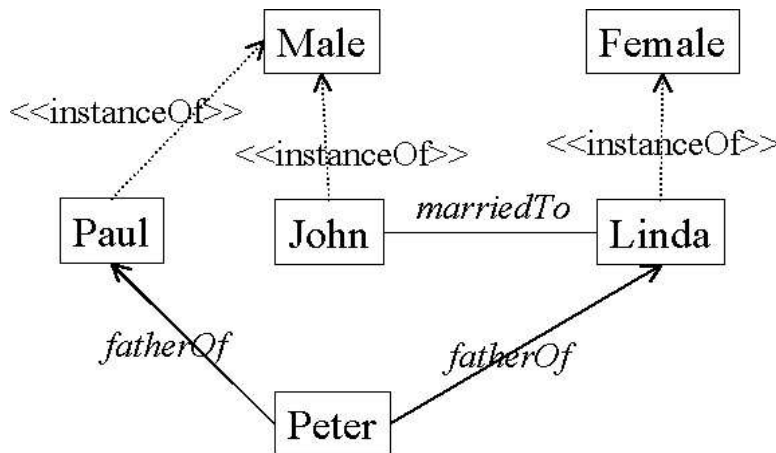 Male
Female
<<instanceOf>>
<<instanceOf>>
<<instanceOf>>
Paul
John
marriedTo
Linda
fatherOf
fatherOf
Peter